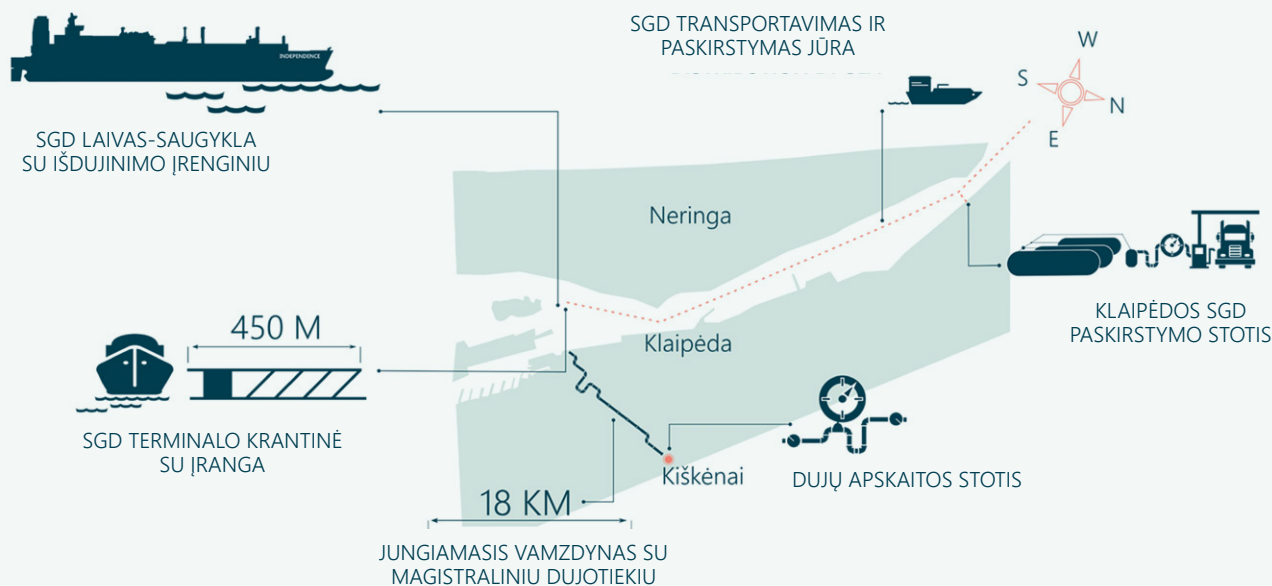 SGD TRANSPORTAVIMAS IR
PASKIRSTYMAS JŪRA
W
S
N
E
INDEPENDENCE
SGD LAIVAS-SAUGYKLA
SU IŠDUJINIMO ĮRENGINIU
Neringa
KLAIPĖDOS SGD
PASKIRSTYMO STOTIS
450 M
Klaipėda
SGD TERMINALO KRANTINĖ
SU ĮRANGA
Kiškėnai
DUJŲ APSKAITOS STOTIS
18 KM
JUNGIAMASIS VAMZDYNAS SU
MAGISTRALINIU DUJOTIEKIU